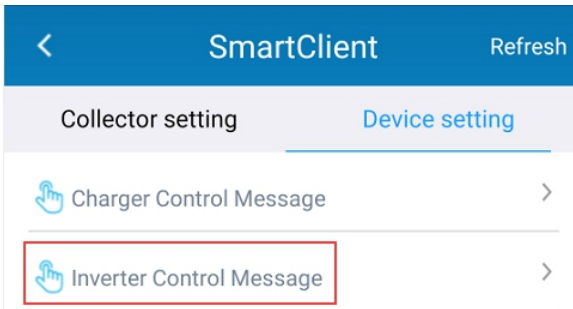 SmartClient Refresh
Collector setting Device setting
Charger Control Message
Inverter Control Message